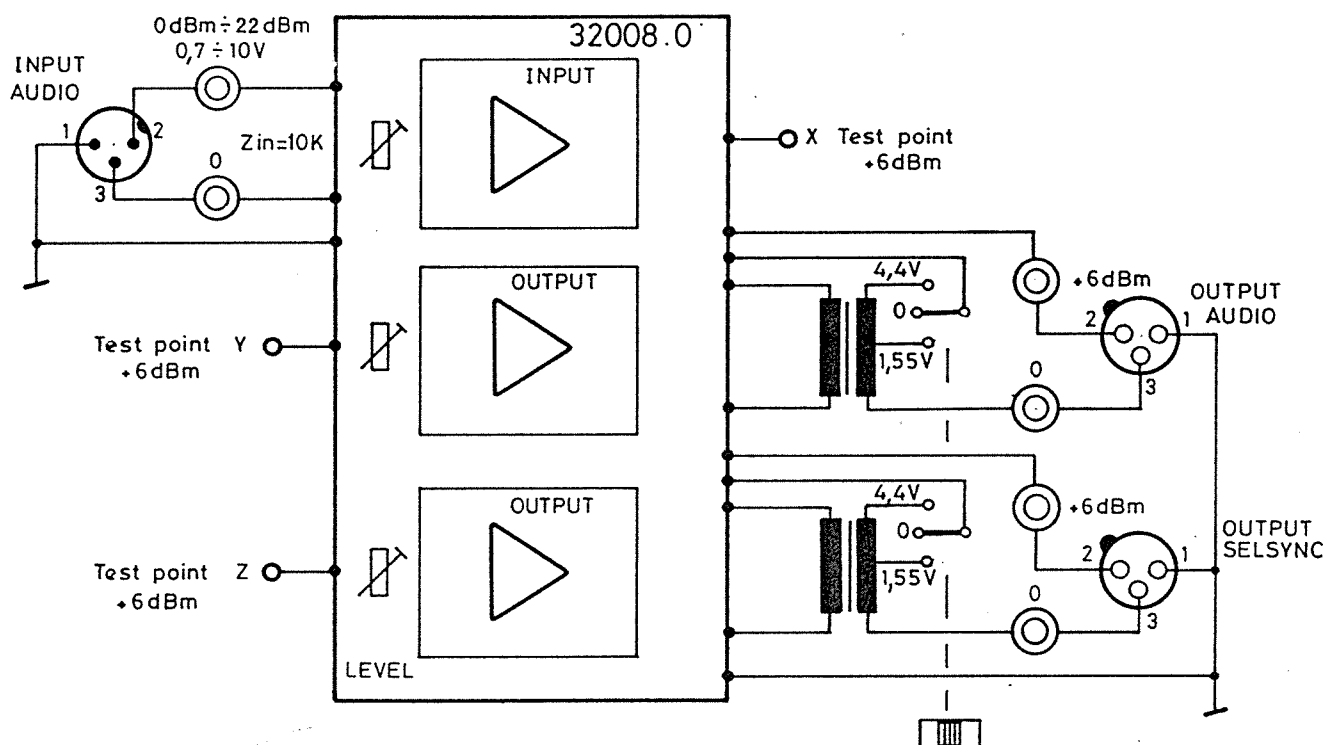 0dBm÷22dBm
0,7÷10V
INPUT
AUDIO
1
2
3
Zin=10K
0
32008.0
INPUT
X Test point
+6dBm
OUTPUT
Test point Y
+6dBm
4,4V
0
1,55V
+6dBm
2
1
3
0
OUTPUT
AUDIO
OUTPUT
Test point Z
+6dBm
LEVEL
4,4V
0
1,55V
+6dBm
2
1
3
0
OUTPUT
SELSYNC